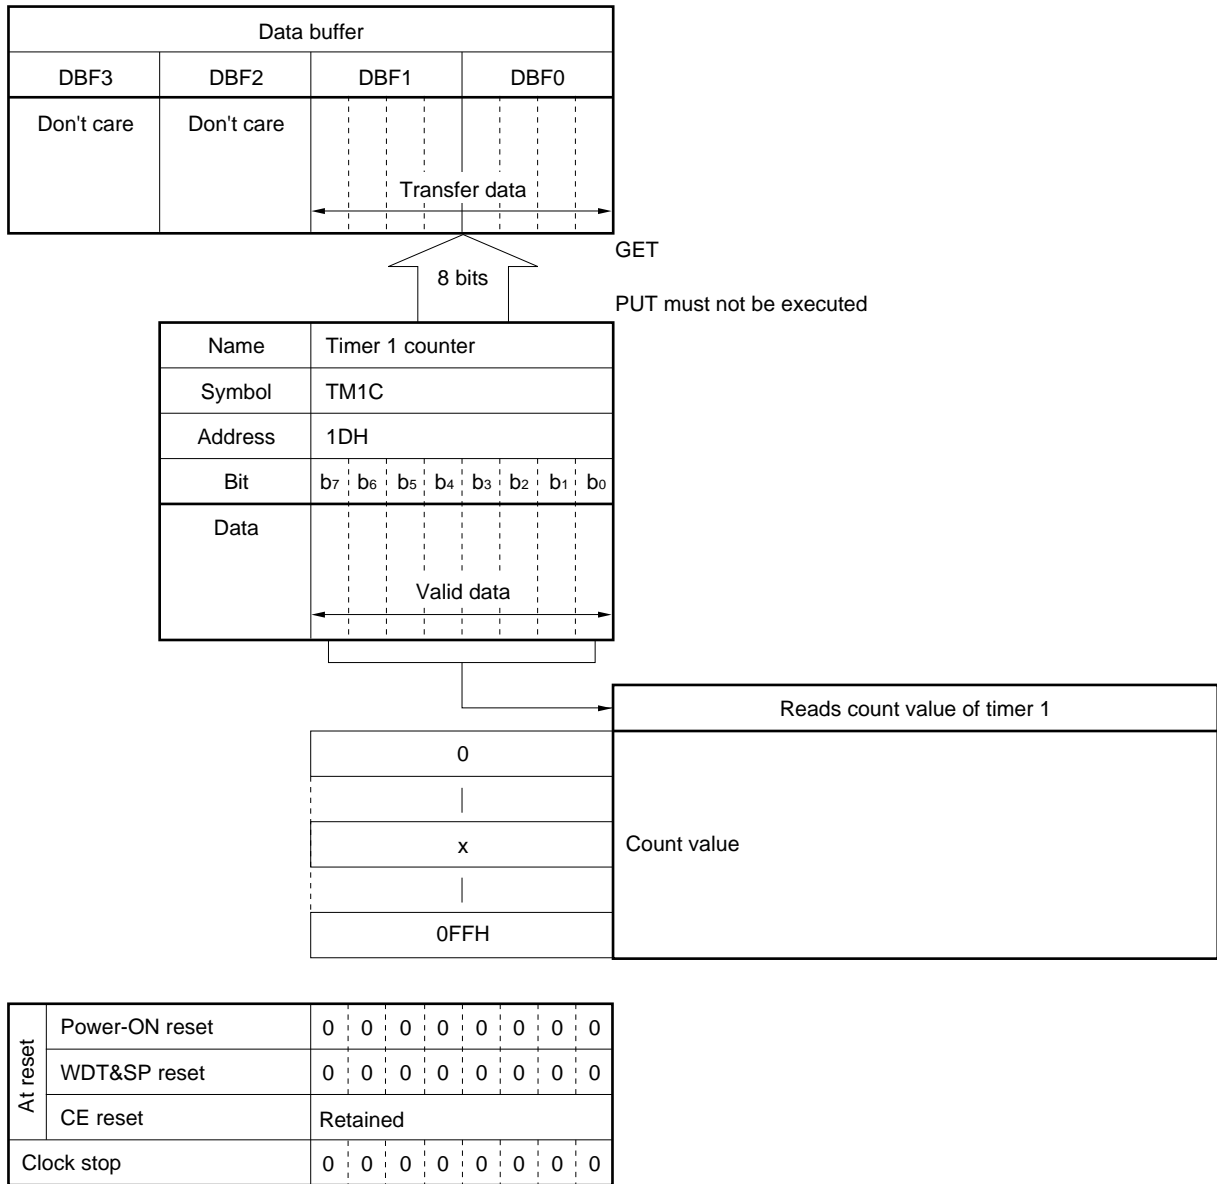 Data buffer
DBF3 DBF2 DBF1 DBF0
Don't care Don't care
Transfer data
GET
8 bits
PUT must not be executed
Name Timer 1 counter
Symbol TM1C
Address 1DH
Bit b7 b6 b5 b4 b3 b2 b1 b0
Data
Valid data
Reads count value of timer 1
0
x Count value
0FFH
At reset
Power-ON reset 0 0 0 0 0 0 0 0
WDT&SP reset 0 0 0 0 0 0 0 0
CE reset Retained
Clock stop 0 0 0 0 0 0 0 0